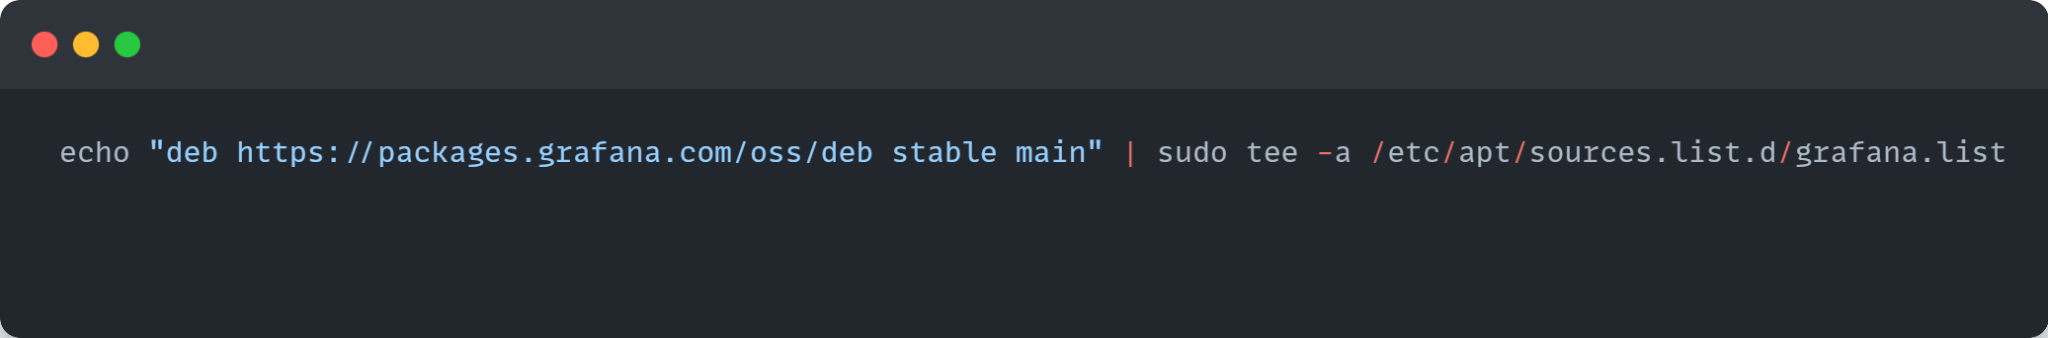 echo "deb https://packages.grafana.com/oss/deb stable main" | sudo tee -a /etc/apt/sources.list.d/grafana.list